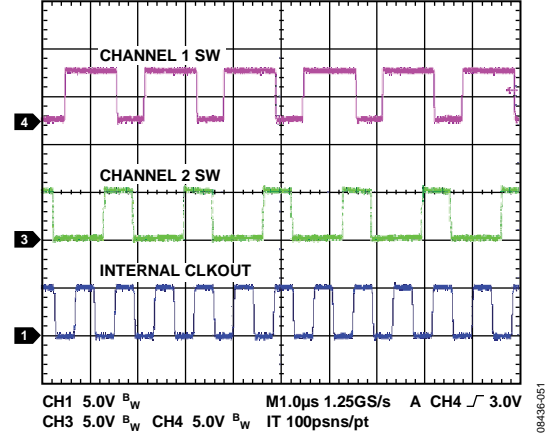 CHANNEL 1 SW
4
CHANNEL 2 SW
3
INTERNAL CLKOUT
1
CH1 5.0V BW M1.0µs 1.25GS/s A CH4 3.0V
CH3 5.0V BW CH4 5.0V BW IT 100psns/pt
08436-051